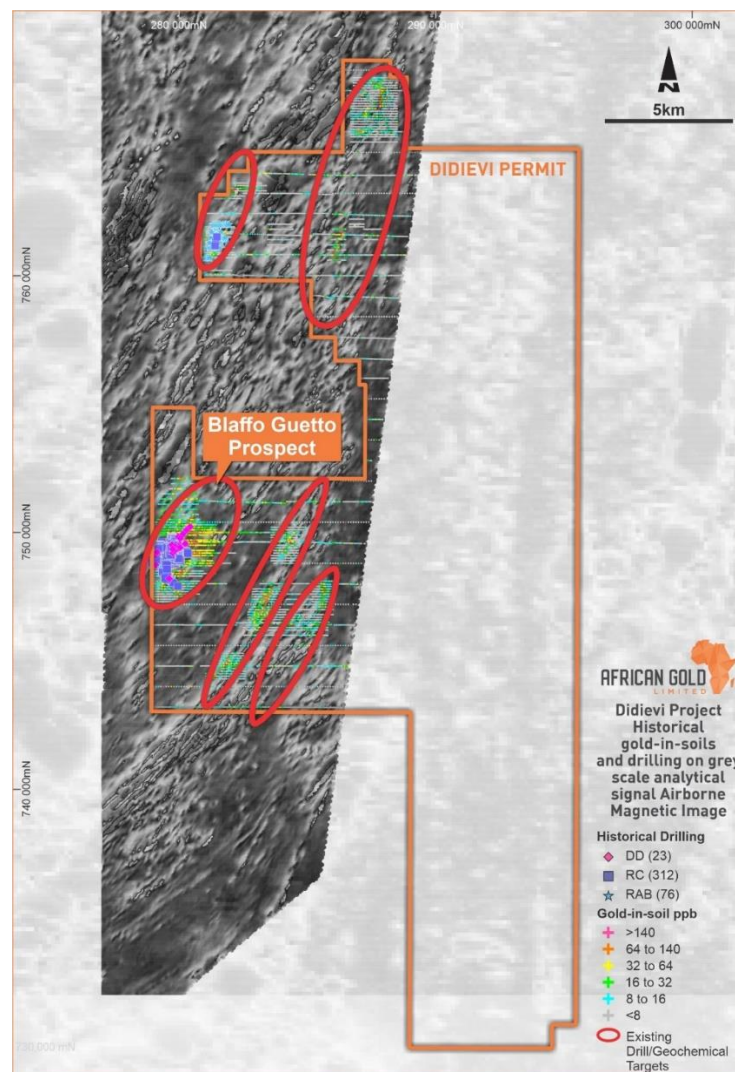 280 000mN
290 000mN
300 000mN
N
5km
DIDIEVI PERMIT
760 000mN
Blaffo Guetto
Prospect
750 000mN
740 000mN
730 000 mN
AFRICAN GOLD
LIMITED
Didievi Project
Historical
gold-in-soils
and drilling on grey
scale analytical
signal Airborne
Magnetic Image
Historical Drilling
DD (23)
RC (312)
RAB (76)
Gold-in-soil ppb
>140
64 to 140
32 to 64
16 to 32
8 to 16
<8
Existing
Drill/Geochemical
Targets